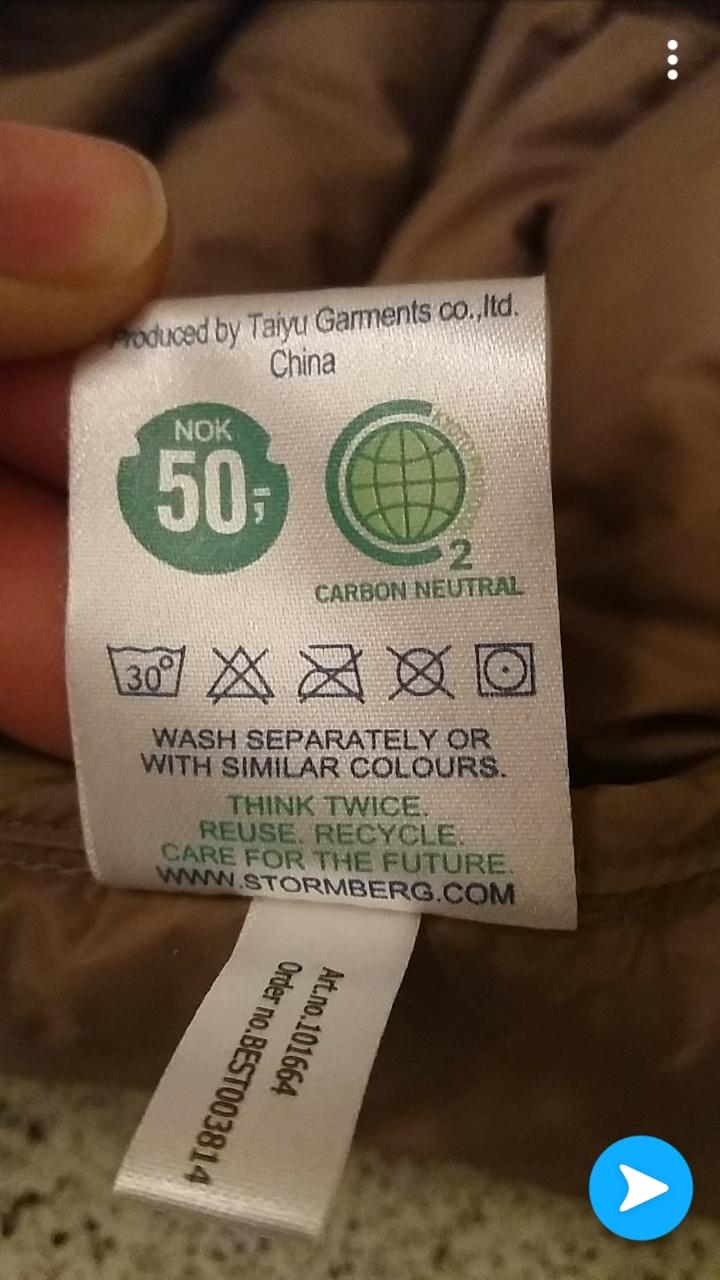 Produced by Taiyu Garments co.,ltd.
China
NOK
50,-
2
CARBON NEUTRAL
30°
WASH SEPARATELY OR
WITH SIMILAR COLOURS.
THINK TWICE.
REUSE. RECYCLE.
CARE FOR THE FUTURE.
WWW.STORMBERG.COM
Art.no.101664
Order no.BEST003814